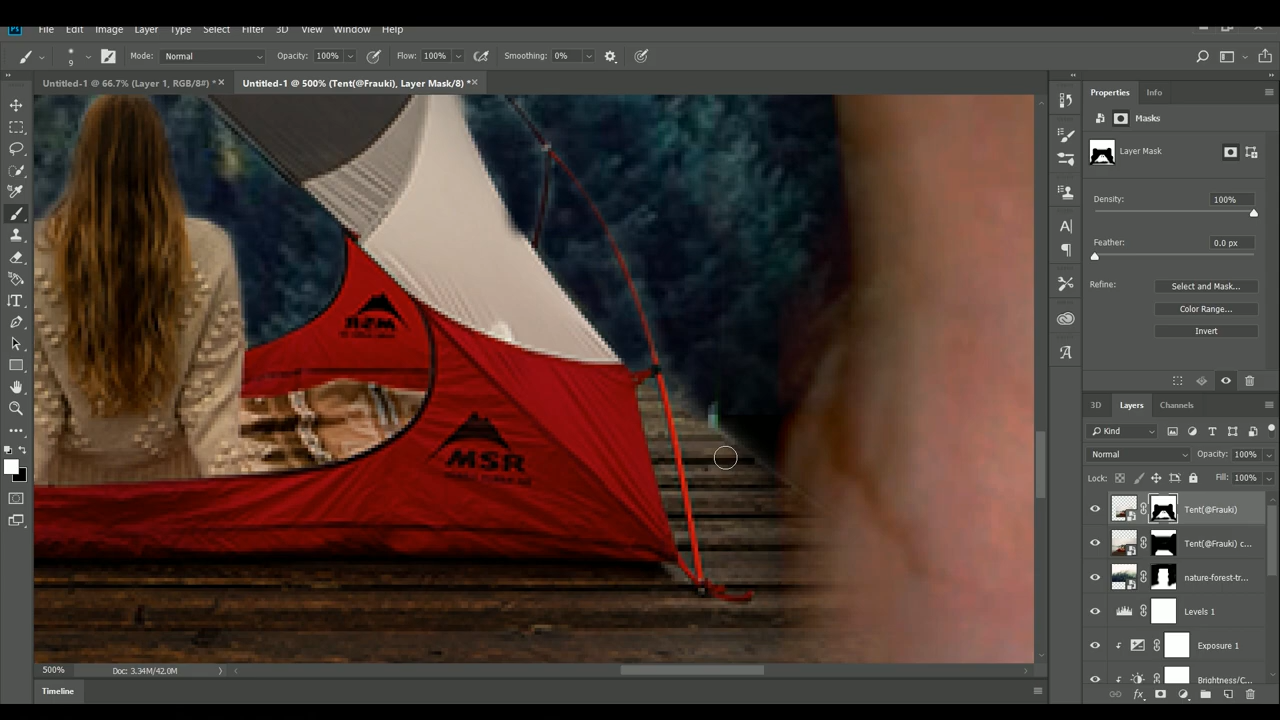 Ps File Edit Image Layer Type Select Filter 3D View Window Help
9 Mode: Normal Opacity: 100% Flow: 100% Smoothing: 0%
Untitled-1 @ 66.7% (Layer 1, RGB/8#) * × Untitled-1 @ 500% (Tent(@Frauki), Layer Mask/8) * ×
Properties Info
Masks
Layer Mask
Density: 100%
Feather: 0.0 px
Refine: Select and Mask...
Color Range...
Invert
MSR
MSR
3D Layers Channels
Kind
Normal Opacity: 100%
Lock: Fill: 100%
Tent(@Frauki)
Tent(@Frauki) c...
nature-forest-tr...
Levels 1
Exposure 1
Brightness/C...
500% Doc: 3.34M/42.0M
Timeline